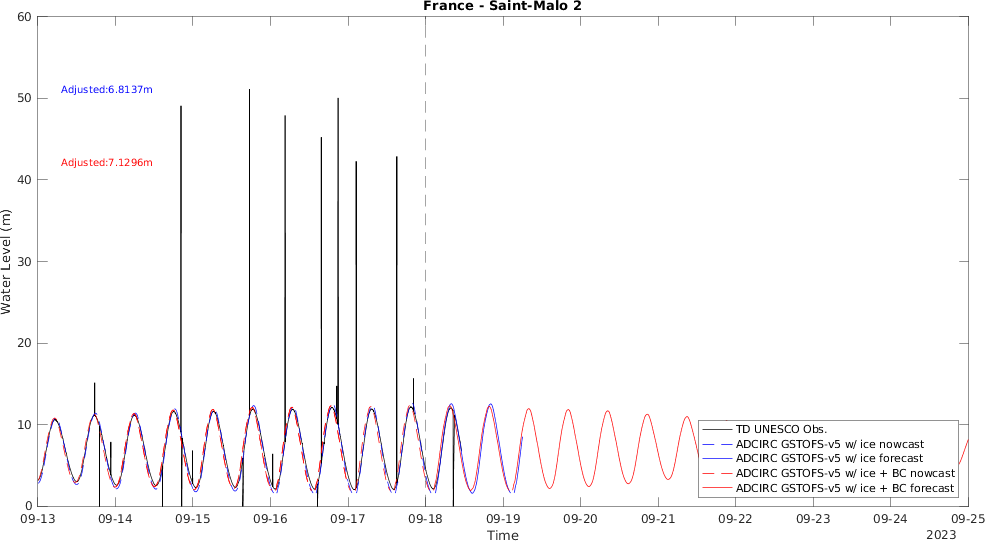 France - Saint-Malo 2
60
50
40
30
20
10
0
Water Level (m)
Adjusted:6.8137m
Adjusted:7.1296m
TD UNESCO Obs.
ADCIRC GSTOFS-v5 w/ ice nowcast
ADCIRC GSTOFS-v5 w/ ice forecast
ADCIRC GSTOFS-v5 w/ ice + BC nowcast
ADCIRC GSTOFS-v5 w/ ice + BC forecast
09-13 09-14 09-15 09-16 09-17 09-18 09-19 09-20 09-21 09-22 09-23 09-24 09-25
Time
2023